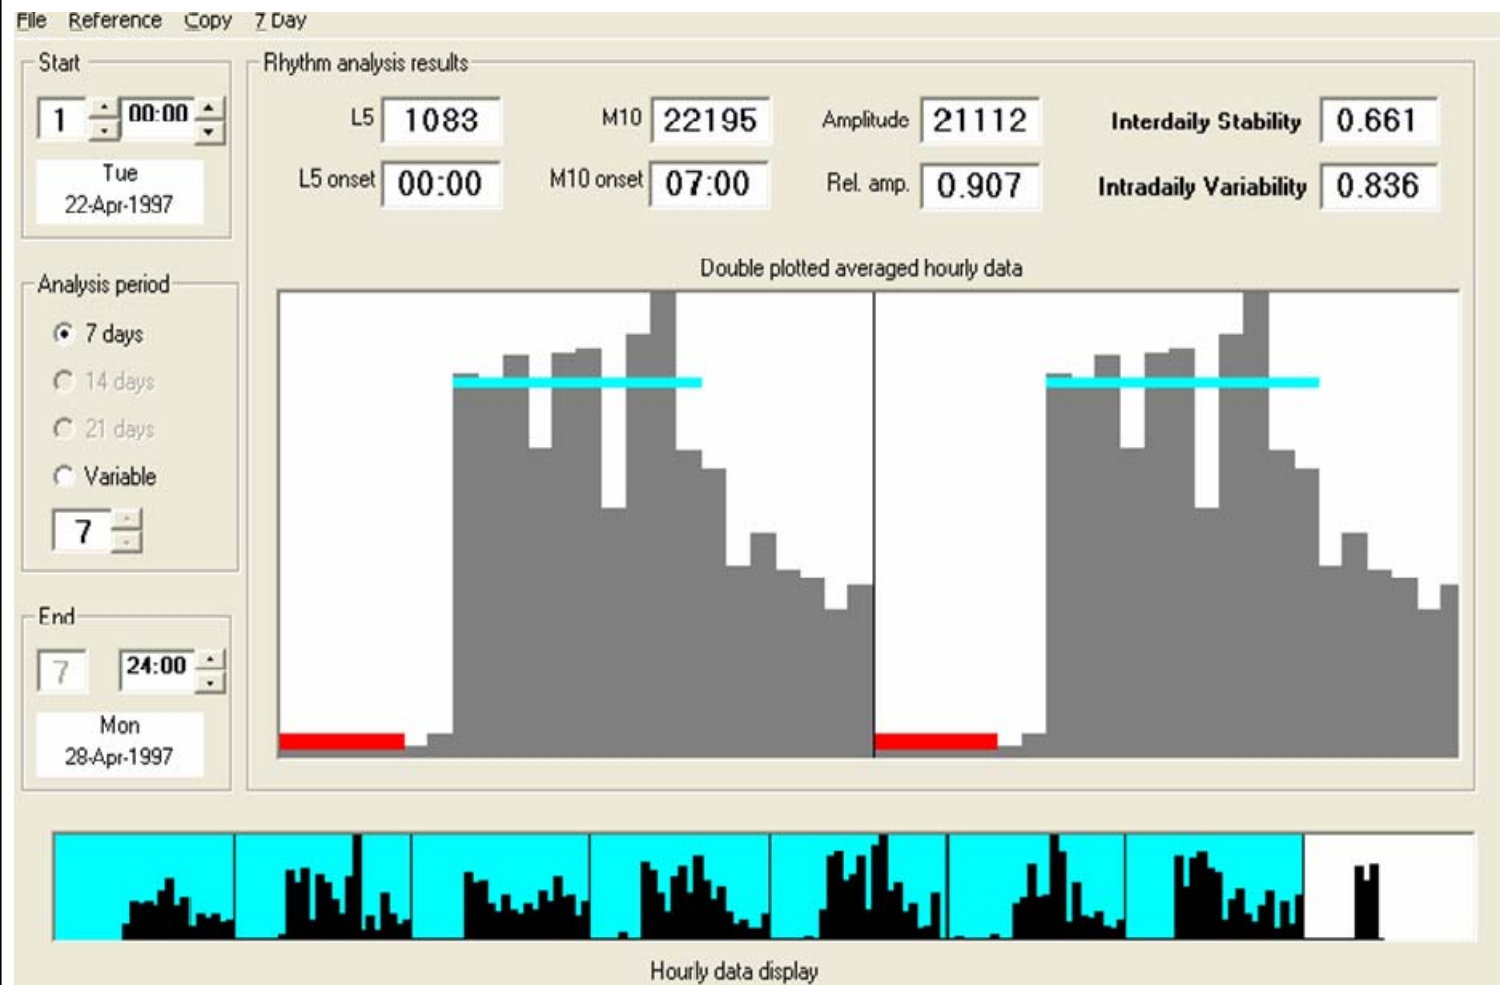 File Reference Copy 7 Day
Start
1 00:00
Tue
22-Apr-1997
Analysis period
7 days
14 days
21 days
Variable
7
End
7 24:00
Mon
28-Apr-1997
Rhythm analysis results
L5 1083 M10 22195 Amplitude 21112 Interdaily Stability 0.661
L5 onset 00:00 M10 onset 07:00 Rel. amp. 0.907 Intradaily Variability 0.836
Double plotted averaged hourly data
Hourly data display